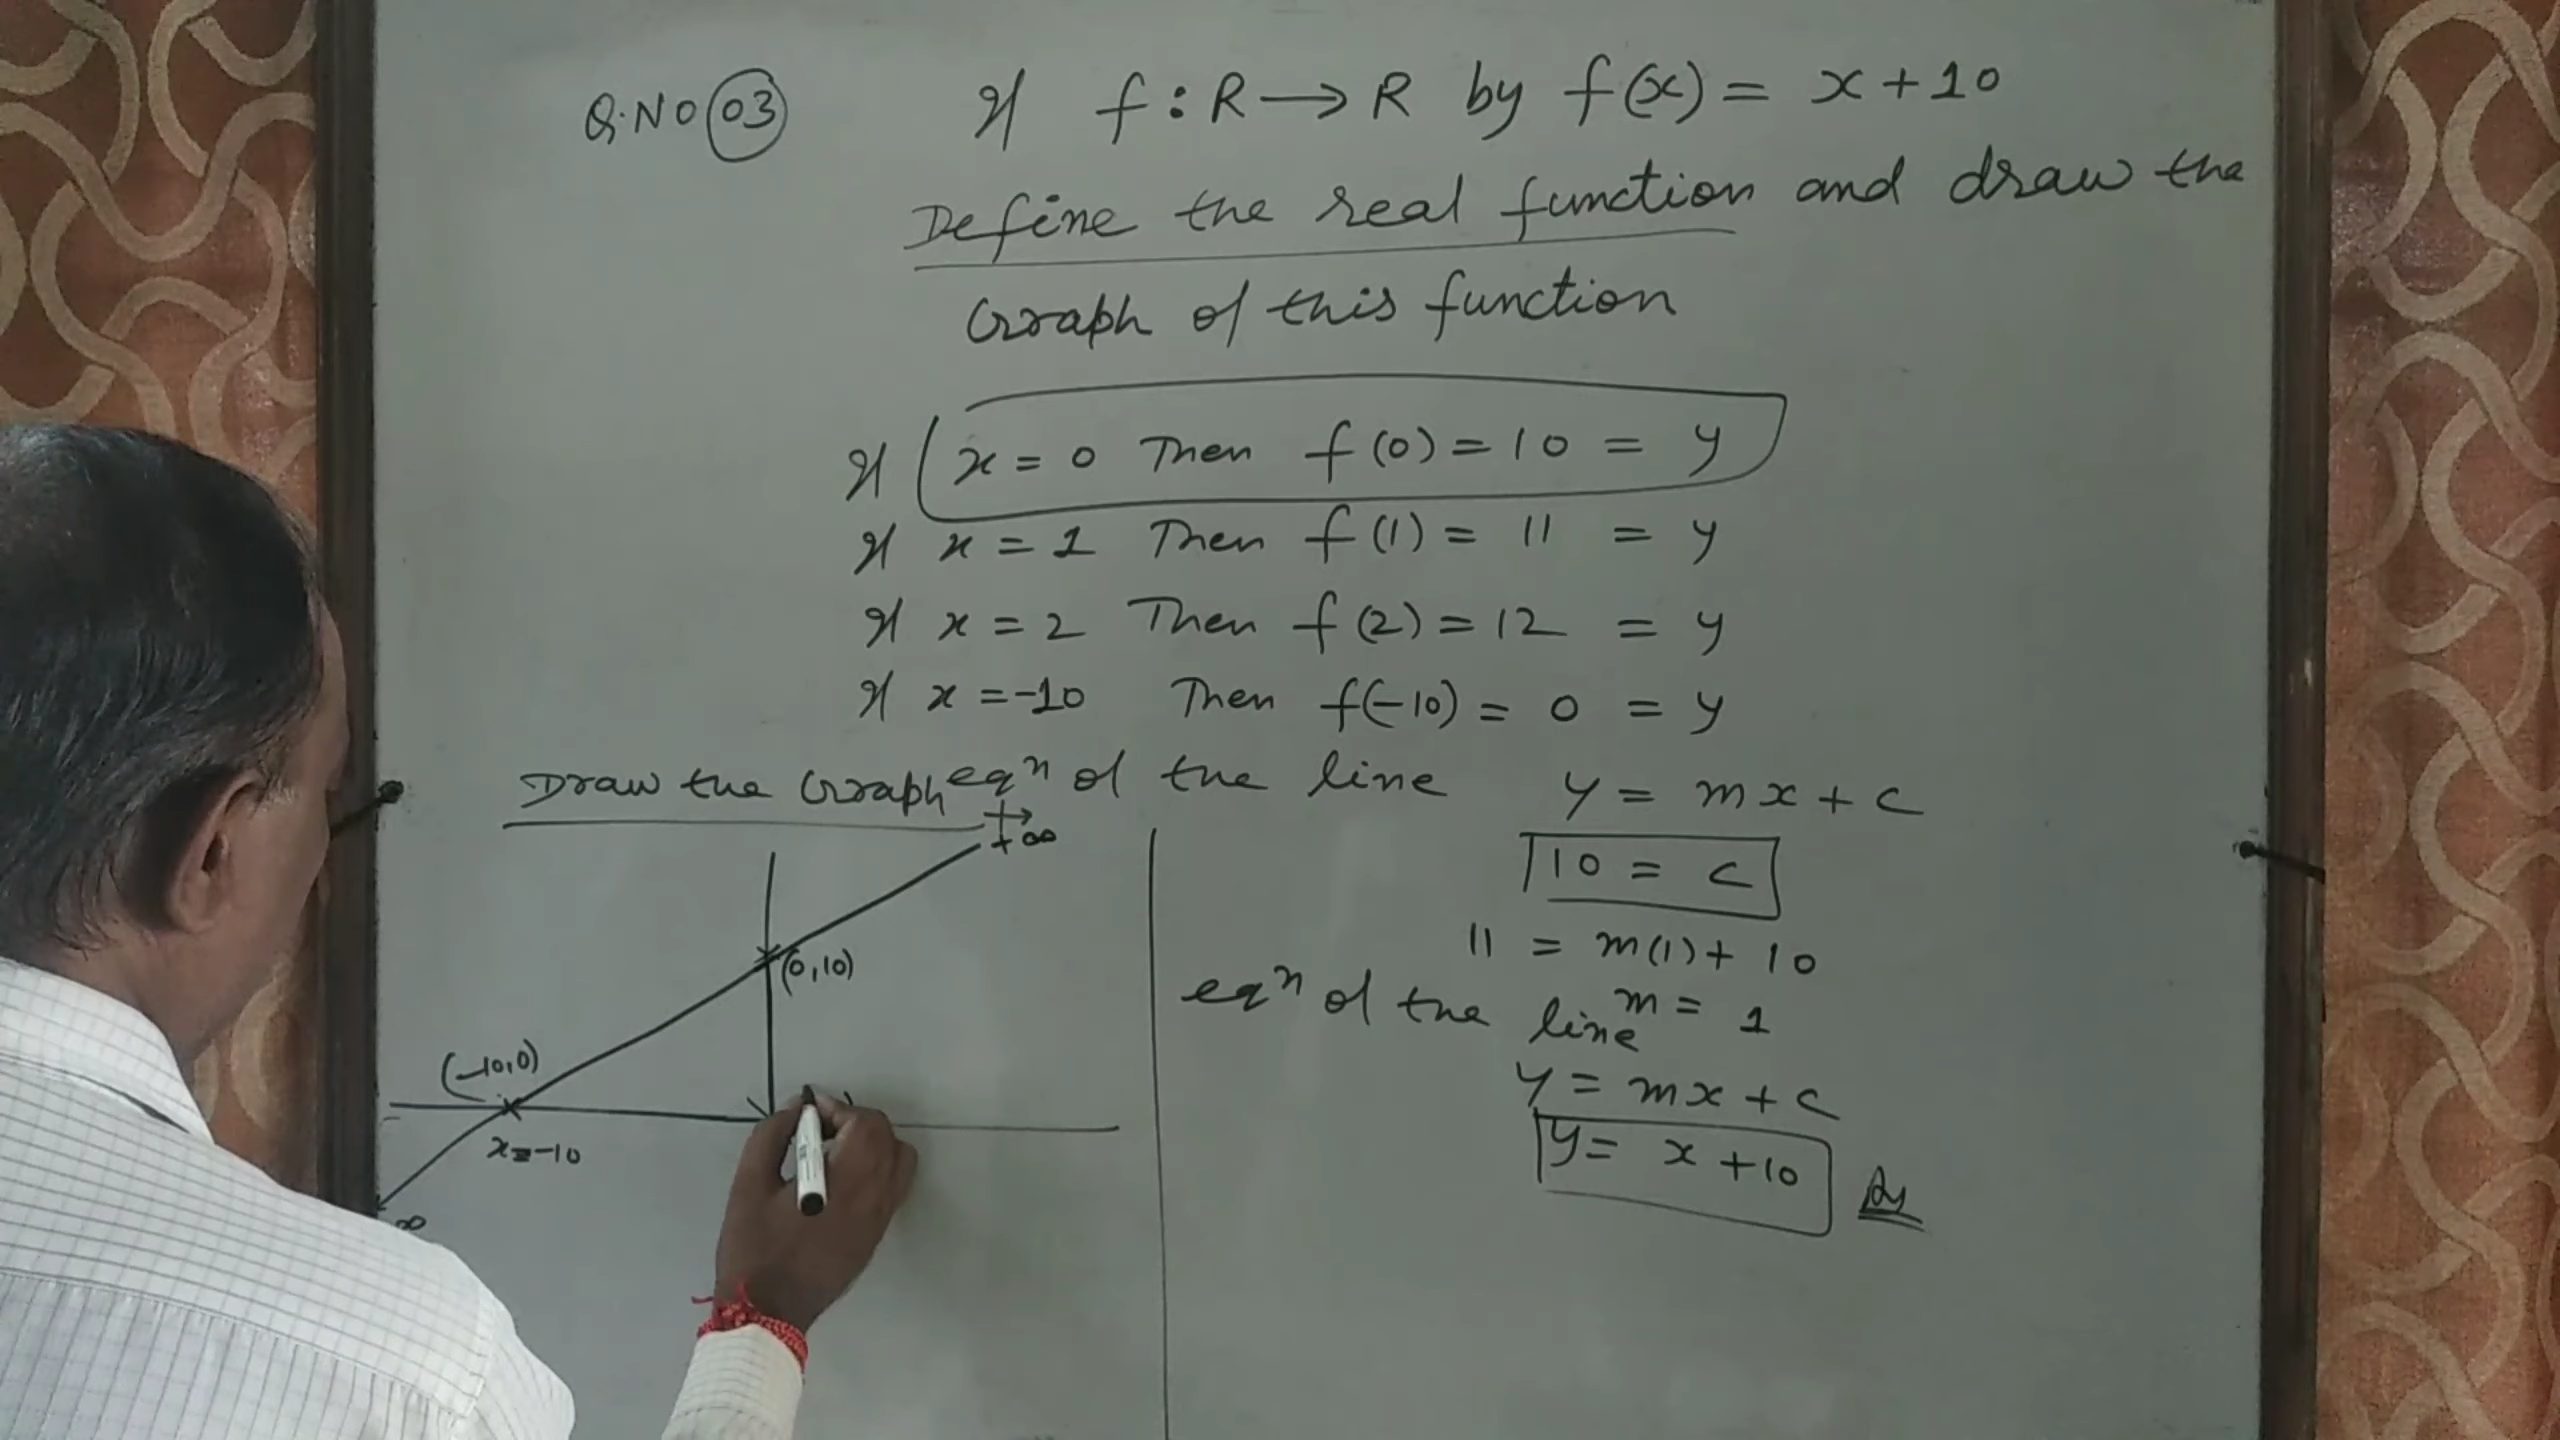 Q.NO 03 If f : R → R by f(x) = x + 10
Define the real function and draw the
Graph of this function
If x = 0 Then f(0) = 10 = y
If x = 1 Then f(1) = 11 = y
If x = 2 Then f(2) = 12 = y
If x = -10 Then f(-10) = 0 = y
Draw the Graph eqⁿ of the line y = mx + c
+∞
(0,10)
(-10,0)
x=-10
∞
10 = c
11 = m(1) + 10
m = 1
eqⁿ of the line
y = mx + c
y = x + 10 Ans